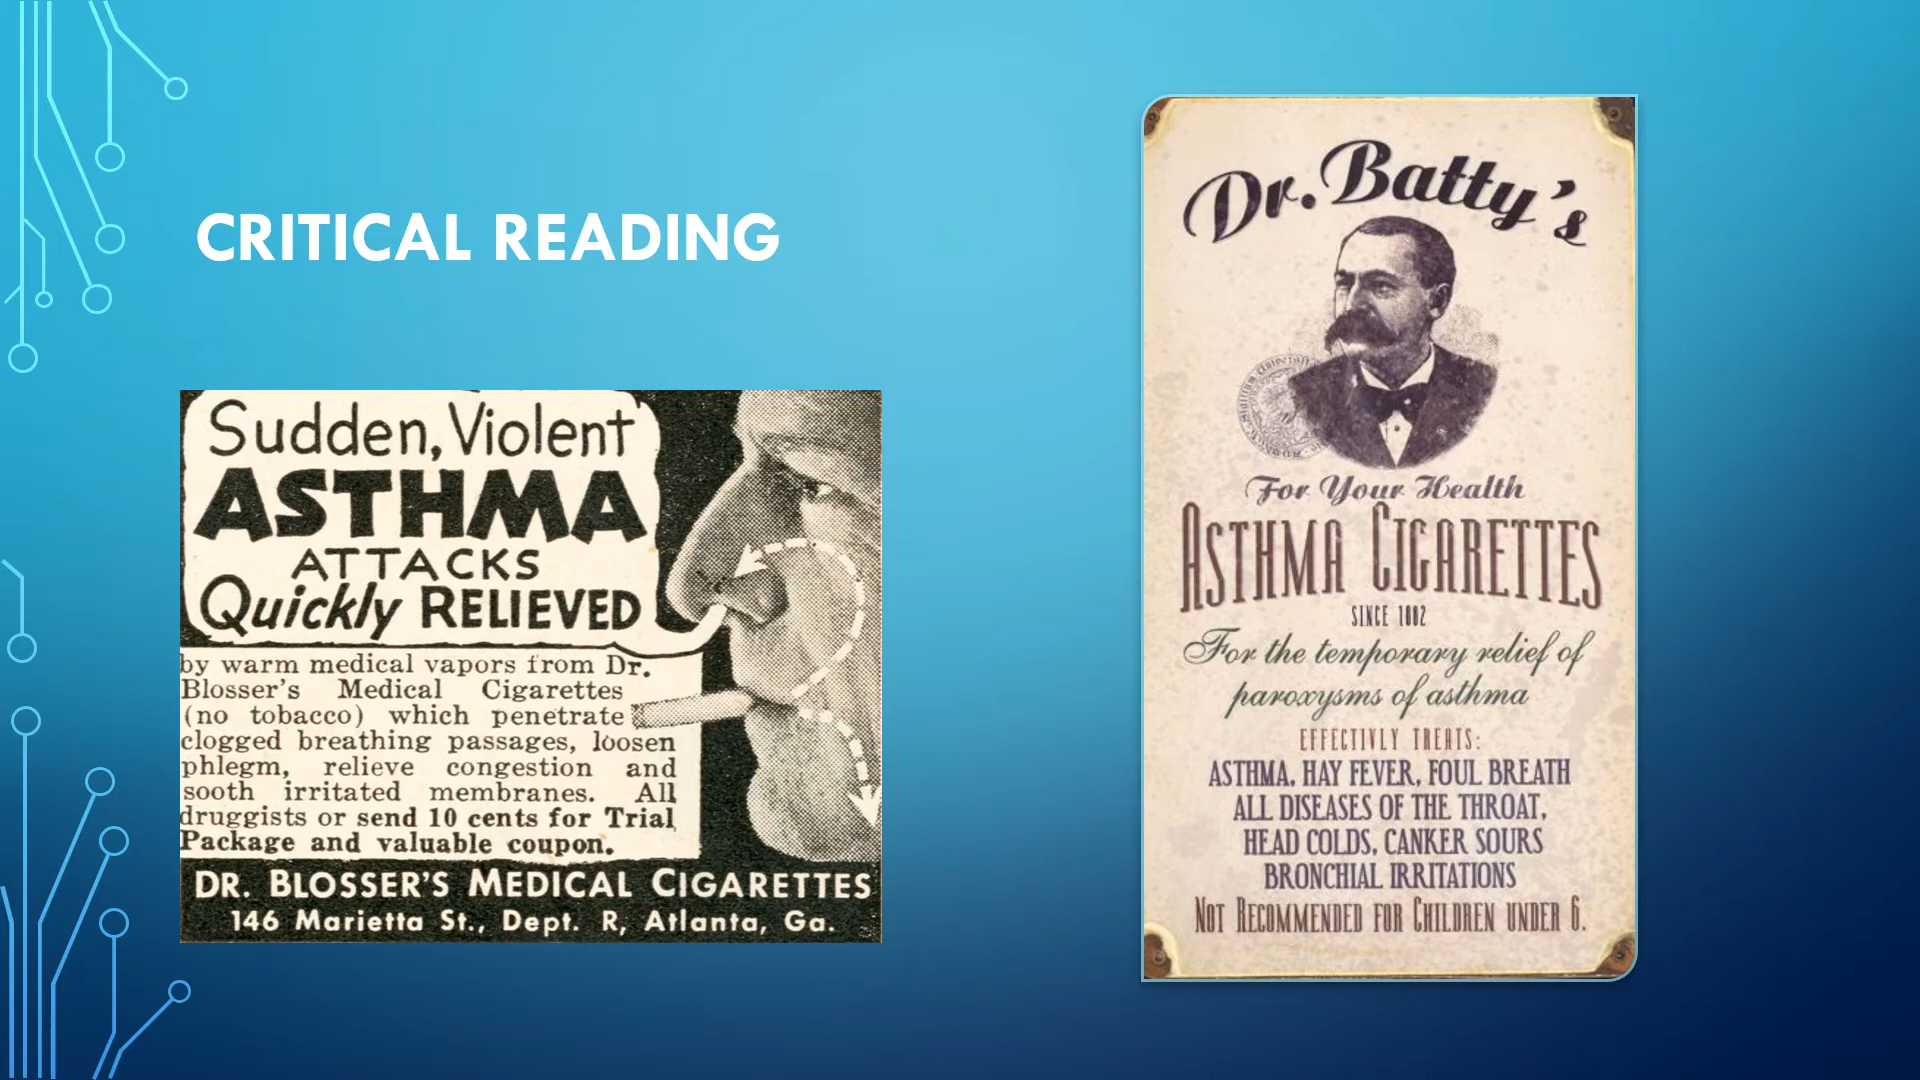 CRITICAL READING
Sudden, Violent
ASTHMA
ATTACKS
Quickly RELIEVED
by warm medical vapors from Dr.
Blosser's Medical Cigarettes
(no tobacco) which penetrate
clogged breathing passages, loosen
phlegm, relieve congestion and
sooth irritated membranes. All
druggists or send 10 cents for Trial
Package and valuable coupon.
DR. BLOSSER'S MEDICAL CIGARETTES
146 Marietta St., Dept. R, Atlanta, Ga.
Dr. Batty's
For Your Health
ASTHMA CIGARETTES
SINCE 1882
For the temporary relief of
paroxysms of asthma
EFFECTIVLY TREATS:
ASTHMA, HAY FEVER, FOUL BREATH
ALL DISEASES OF THE THROAT,
HEAD COLDS, CANKER SOURS
BRONCHIAL IRRITATIONS
NOT RECOMMENDED FOR CHILDREN UNDER 6.